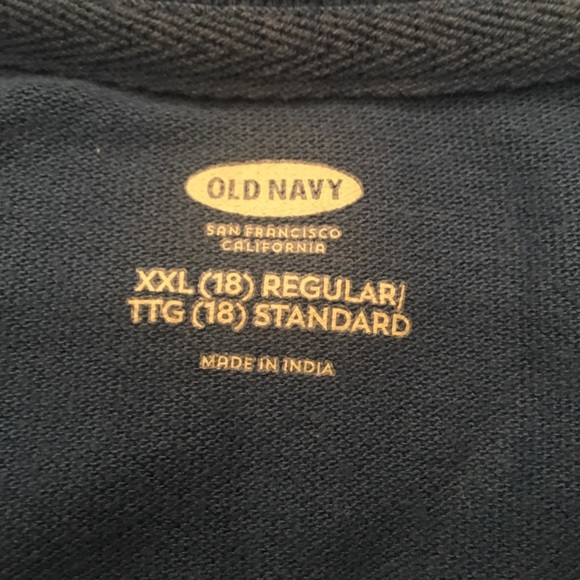 OLD NAVY
SAN FRANCISCO
CALIFORNIA
XXL (18) REGULAR/
TTG (18) STANDARD
MADE IN INDIA